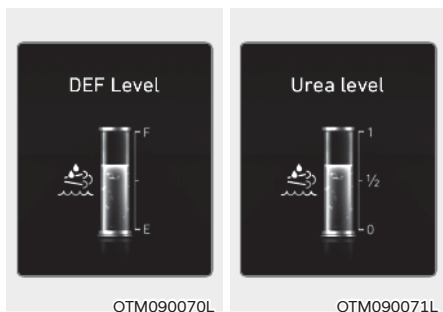 DEF Level
F
E
OTM090070L
Urea level
1
½
0
OTM090071L